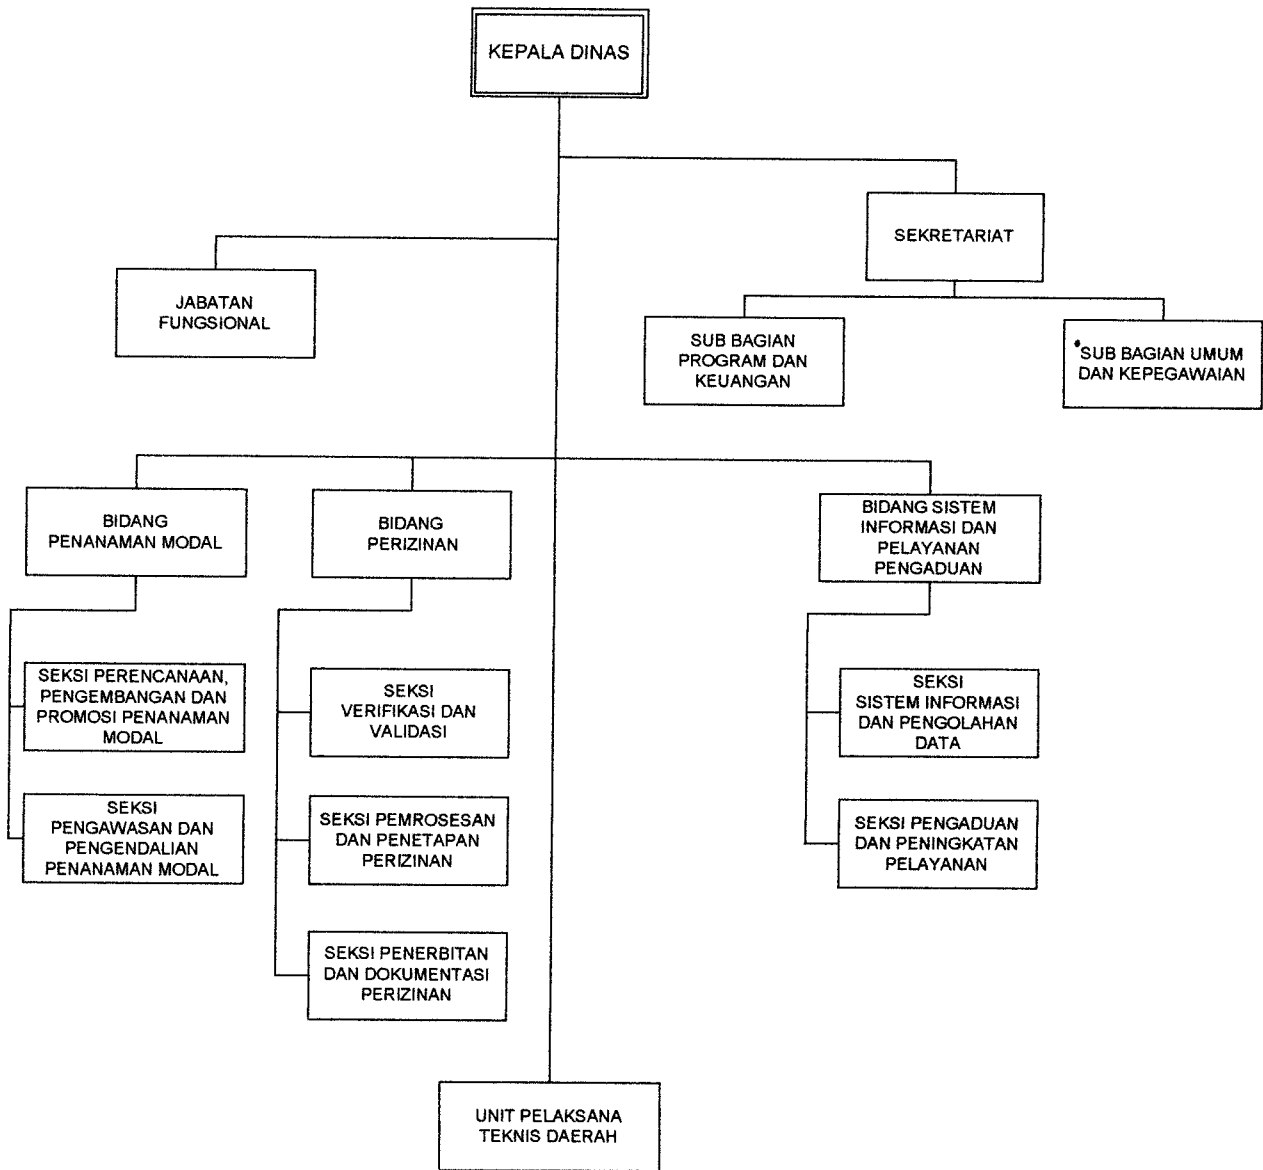 KEPALA DINAS
SEKRETARIAT
JABATAN
FUNGSIONAL
SUB BAGIAN
PROGRAM DAN
KEUANGAN
SUB BAGIAN UMUM
DAN KEPEGAWAIAN
BIDANG
PENANAMAN MODAL
BIDANG
PERIZINAN
BIDANG SISTEM
INFORMASI DAN
PELAYANAN
PENGADUAN
SEKSI PERENCANAAN,
PENGEMBANGAN DAN
PROMOSI PENANAMAN
MODAL
SEKSI
VERIFIKASI DAN
VALIDASI
SEKSI
SISTEM INFORMASI
DAN PENGOLAHAN
DATA
SEKSI
PENGAWASAN DAN
PENGENDALIAN
PENANAMAN MODAL
SEKSI PEMROSESAN
DAN PENETAPAN
PERIZINAN
SEKSI PENGADUAN
DAN PENINGKATAN
PELAYANAN
SEKSI PENERBITAN
DAN DOKUMENTASI
PERIZINAN
UNIT PELAKSANA
TEKNIS DAERAH